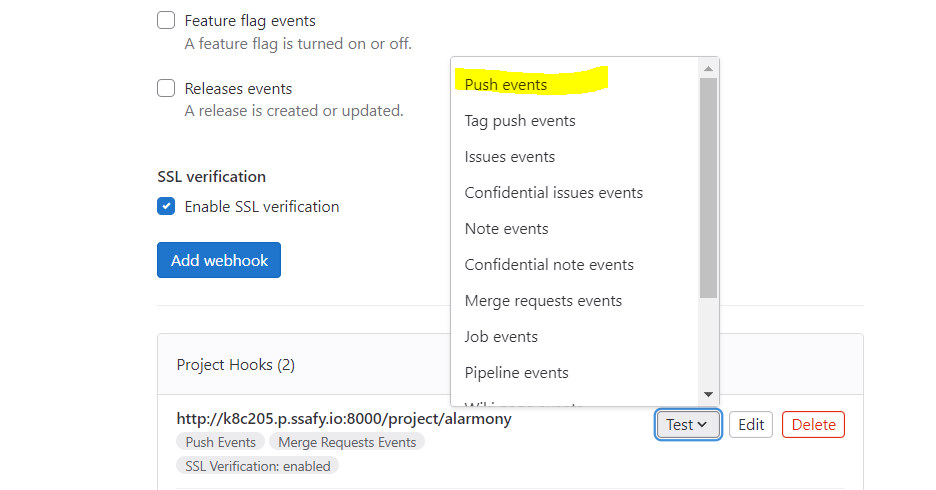 Feature flag events
A feature flag is turned on or off.
Releases events
A release is created or updated.
SSL verification
Enable SSL verification
Add webhook
Push events
Tag push events
Issues events
Confidential issues events
Note events
Confidential note events
Merge requests events
Job events
Pipeline events
Project Hooks (2)
http://k8c205.p.ssafy.io:8000/project/alarmony
Test
Edit
Delete
Push Events
Merge Requests Events
SSL Verification: enabled